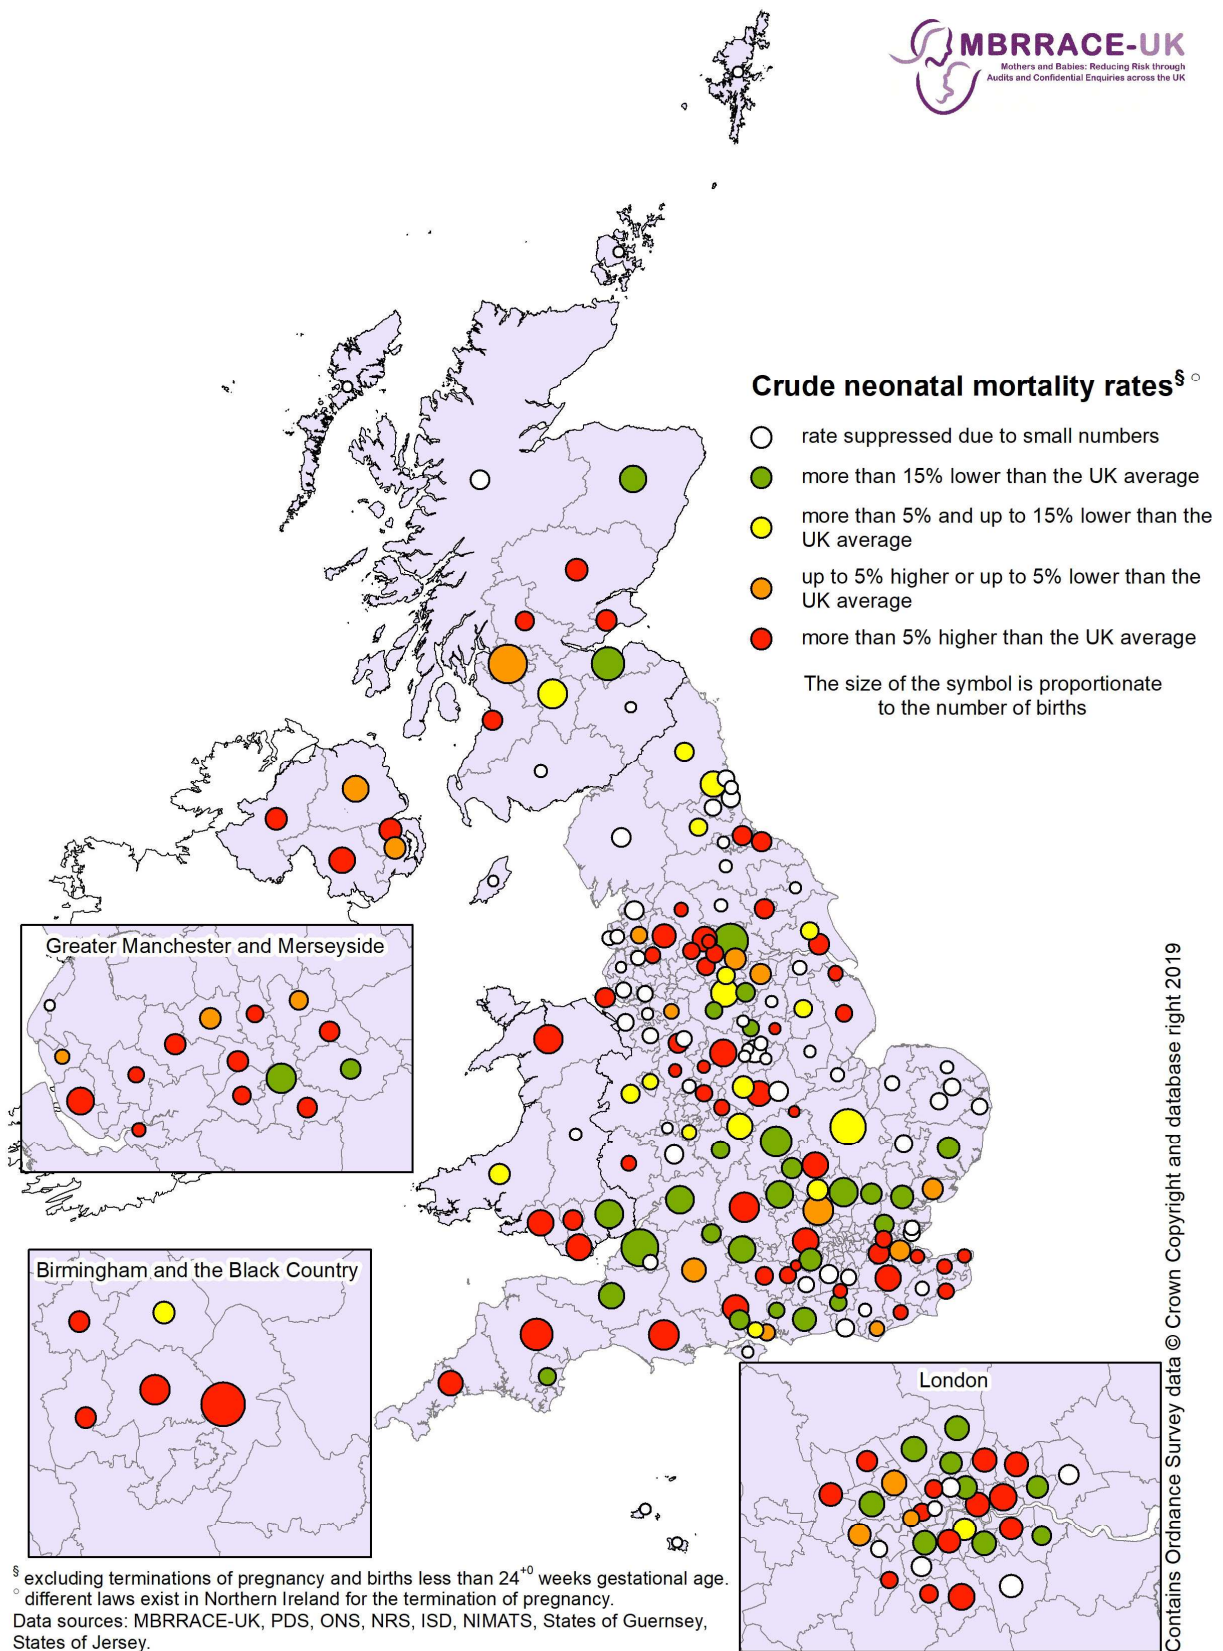 MBRRACE-UK
Mothers and Babies: Reducing Risk through
Audits and Confidential Enquiries across the UK
Crude neonatal mortality rates§ ○
rate suppressed due to small numbers
more than 15% lower than the UK average
more than 5% and up to 15% lower than the
UK average
up to 5% higher or up to 5% lower than the
UK average
more than 5% higher than the UK average
The size of the symbol is proportionate
to the number of births
Greater Manchester and Merseyside
Birmingham and the Black Country
London
Contains Ordnance Survey data © Crown Copyright and database right 2019
§ excluding terminations of pregnancy and births less than 24+0 weeks gestational age.
○ different laws exist in Northern Ireland for the termination of pregnancy.
Data sources: MBRRACE-UK, PDS, ONS, NRS, ISD, NIMATS, States of Guernsey,
States of Jersey.